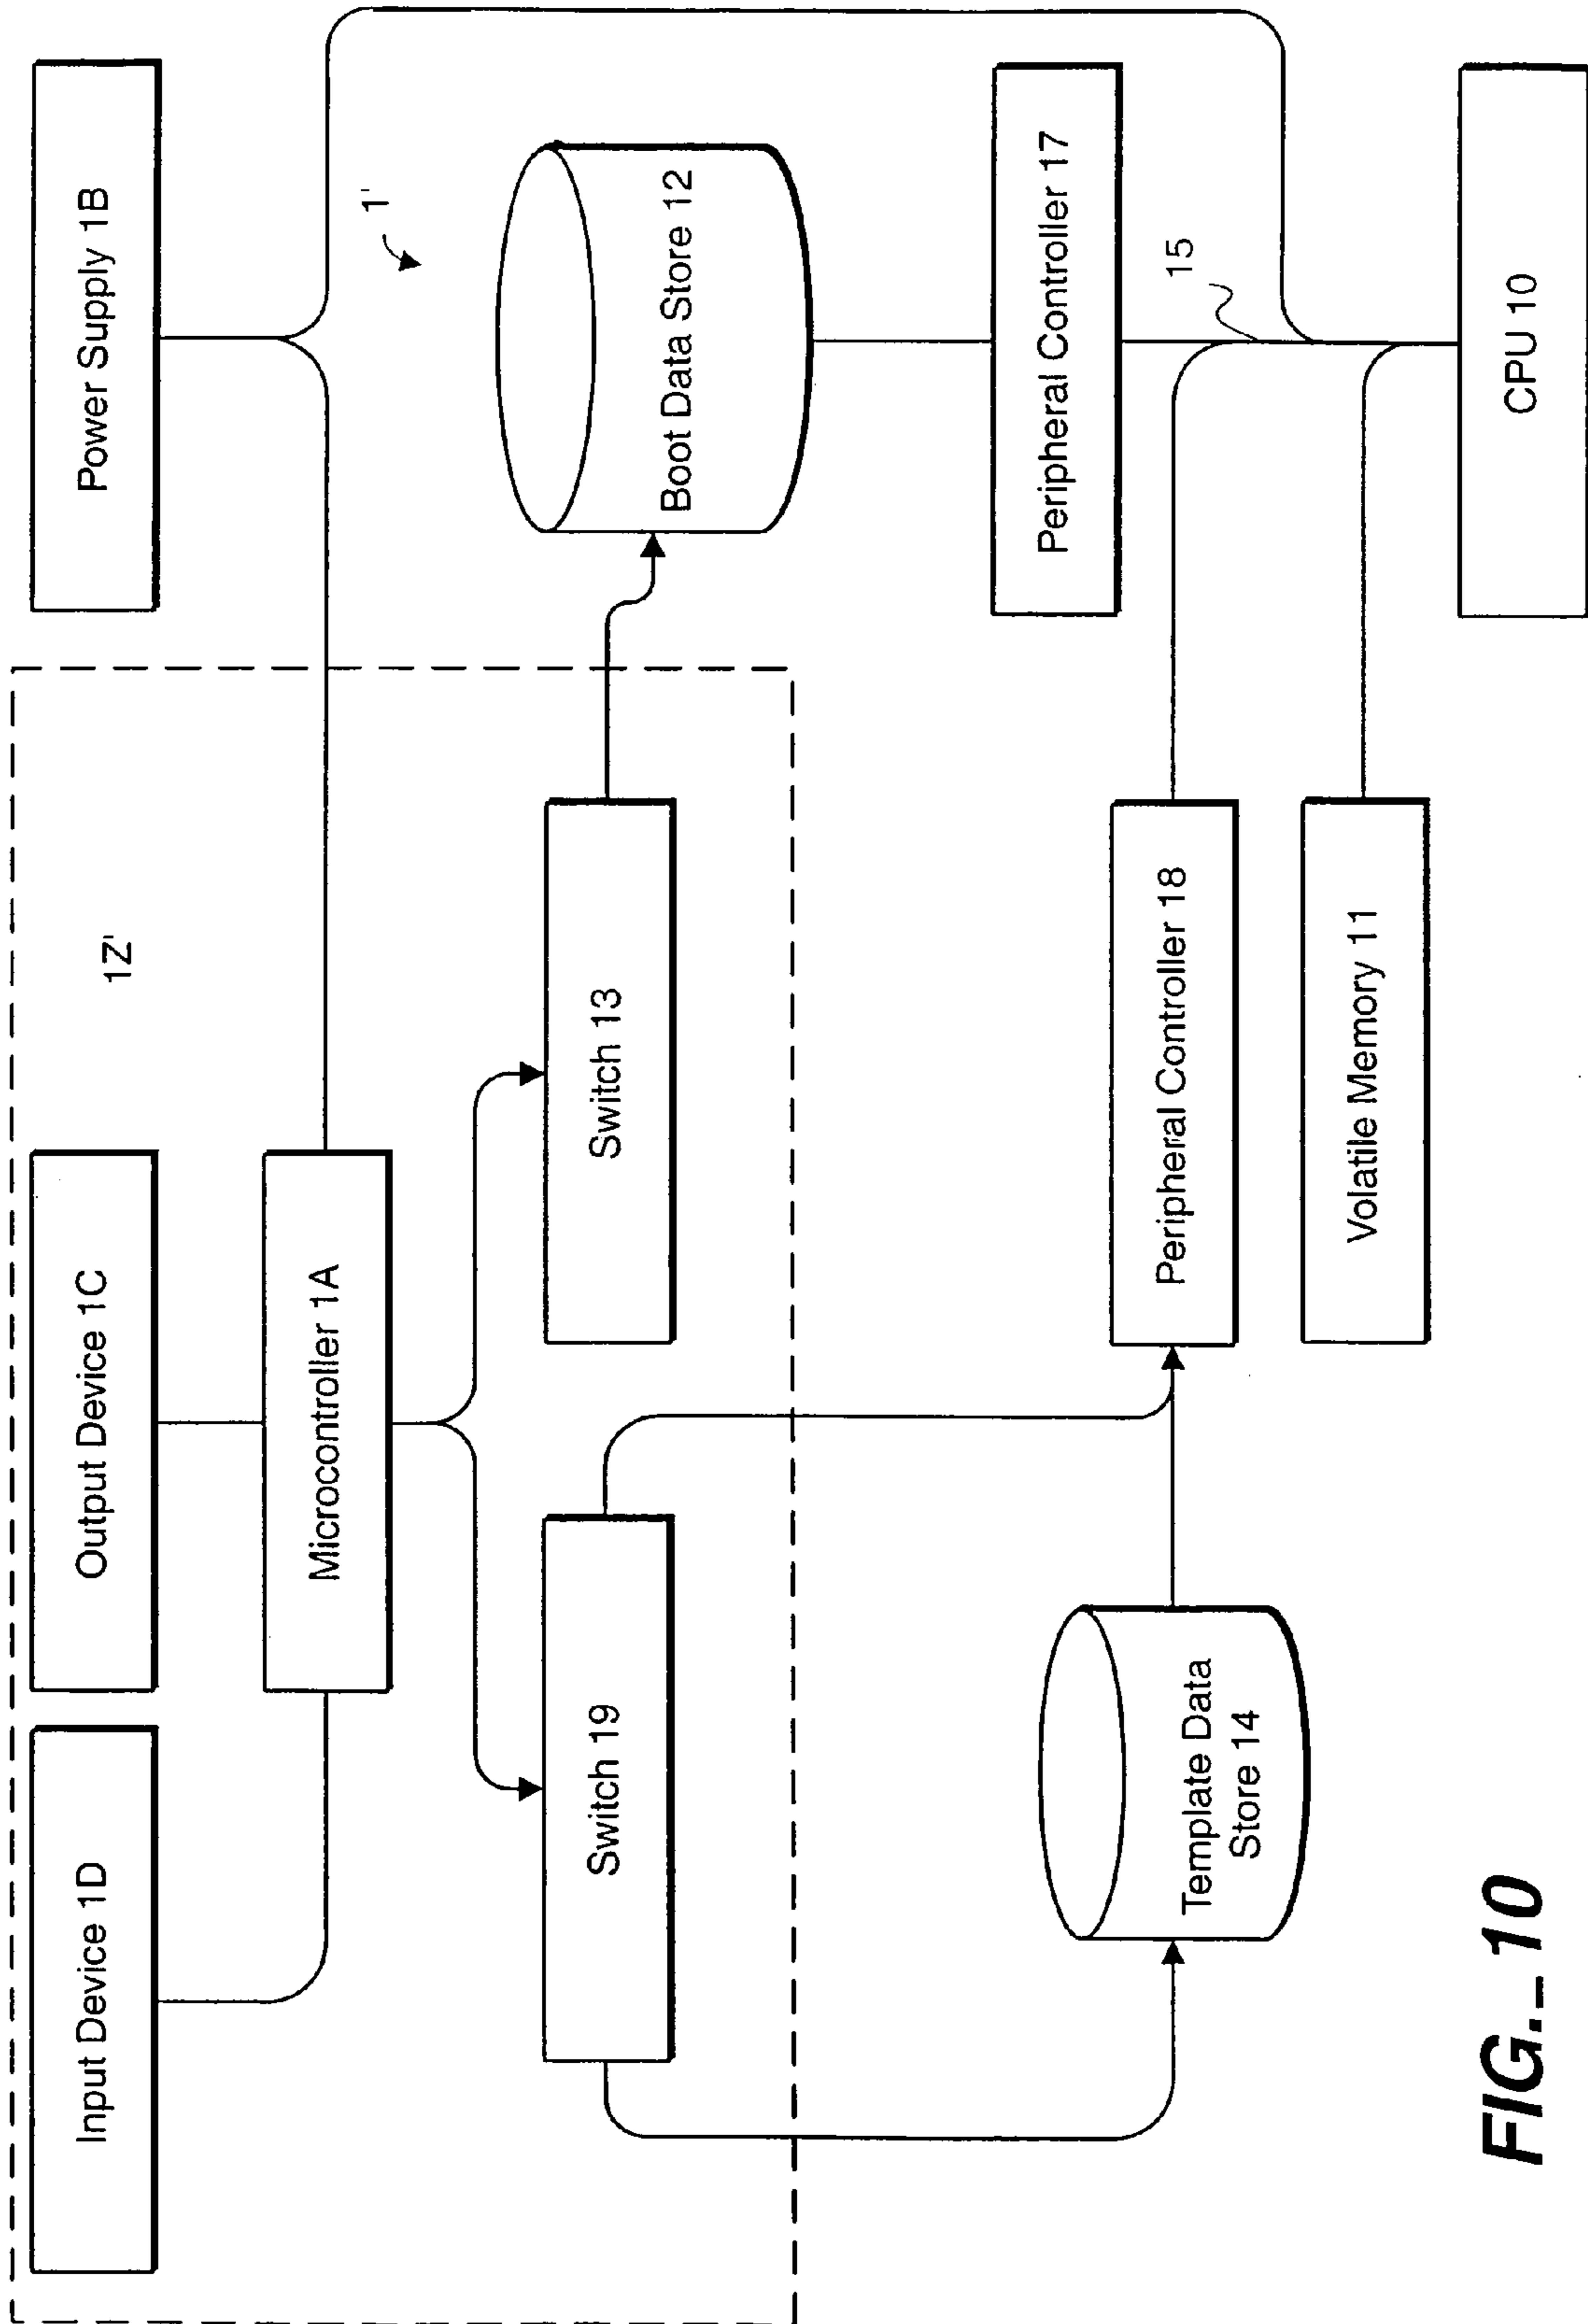 Input Device 1D
Output Device 1C
Power Supply 1B
1Z'
Microcontroller 1A
1'
Switch 19
Switch 13
Boot Data Store 12
Template Data
Store 14
Peripheral Controller 18
Peripheral Controller 17
15
Volatile Memory 11
CPU 10
FIG._10